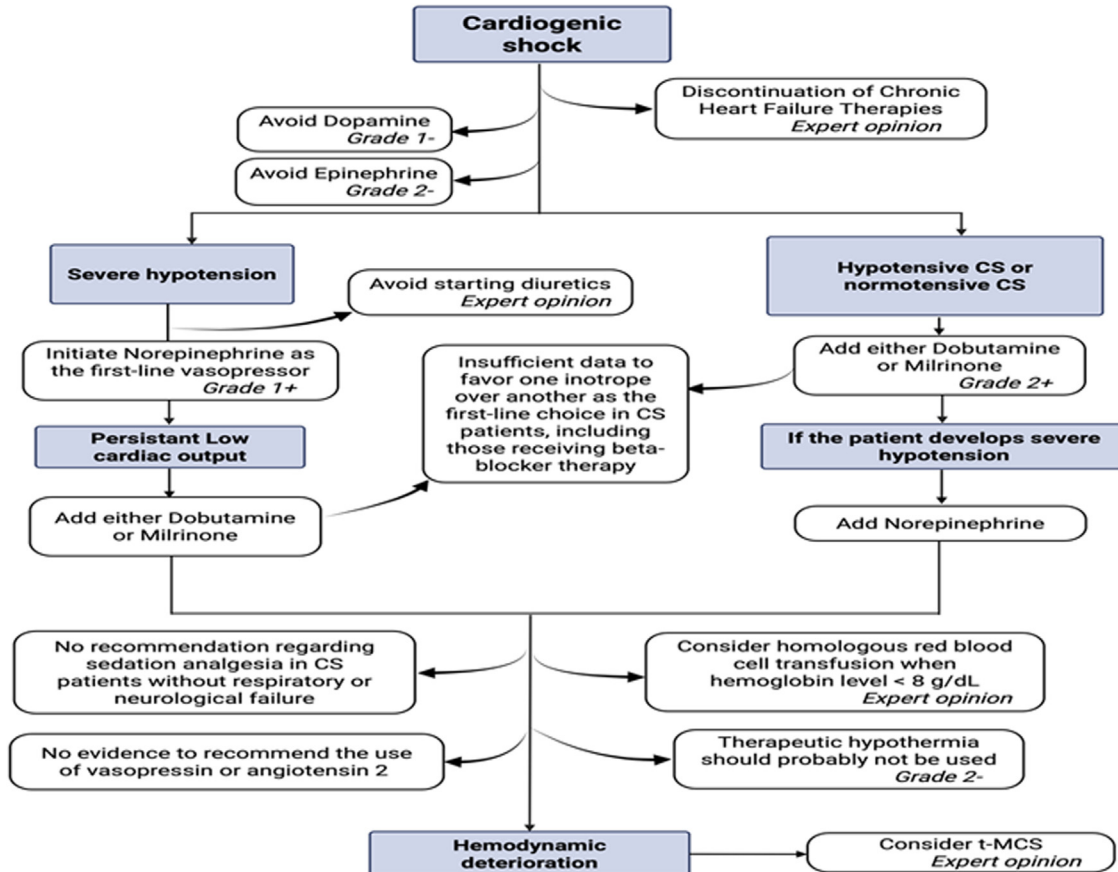 Cardiogenic
shock
Discontinuation of Chronic
Heart Failure Therapies
Expert opinion
Avoid Dopamine
Grade 1-
Avoid Epinephrine
Grade 2-
Severe hypotension
Hypotensive CS or
normotensive CS
Avoid starting diuretics
Expert opinion
Initiate Norepinephrine as
the first-line vasopressor
Grade 1+
Insufficient data to
favor one inotrope
over another as the
first-line choice in CS
patients, including
those receiving beta-
blocker therapy
Add either Dobutamine
or Milrinone
Grade 2+
Persistant Low
cardiac output
If the patient develops severe
hypotension
Add either Dobutamine
or Milrinone
Add Norepinephrine
No recommendation regarding
sedation analgesia in CS
patients without respiratory or
neurological failure
Consider homologous red blood
cell transfusion when
hemoglobin level < 8 g/dL
Expert opinion
No evidence to recommend the use
of vasopressin or angiotensin 2
Therapeutic hypothermia
should probably not be used
Grade 2-
Hemodynamic
deterioration
Consider t-MCS
Expert opinion